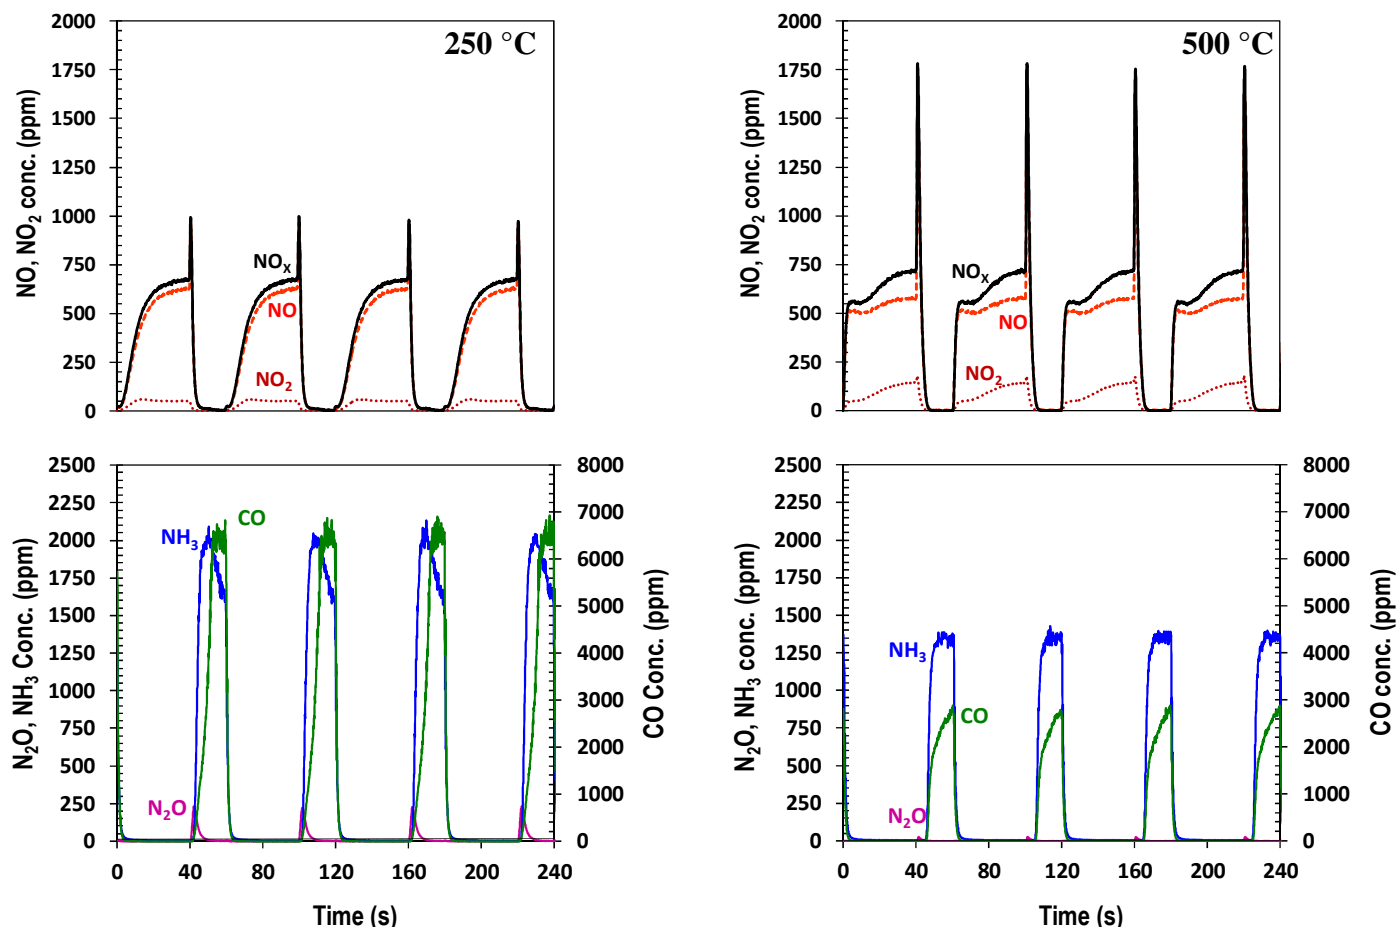 250 °C
2000
1750
1500
1250
1000
750
500
250
0
NO, NO2 conc. (ppm)
NOX
NO
NO2
500 °C
2000
1750
1500
1250
1000
750
500
250
0
NO, NO2 conc. (ppm)
NOX
NO
NO2
2500
2250
2000
1750
1500
1250
1000
750
500
250
0
N2O, NH3 Conc. (ppm)
NH3
CO
N2O
8000
7000
6000
5000
4000
3000
2000
1000
0
CO Conc. (ppm)
0 40 80 120 160 200 240
Time (s)
2500
2250
2000
1750
1500
1250
1000
750
500
250
0
N2O, NH3 conc. (ppm)
NH3
CO
N2O
8000
7000
6000
5000
4000
3000
2000
1000
0
CO conc. (ppm)
0 40 80 120 160 200 240
Time (s)